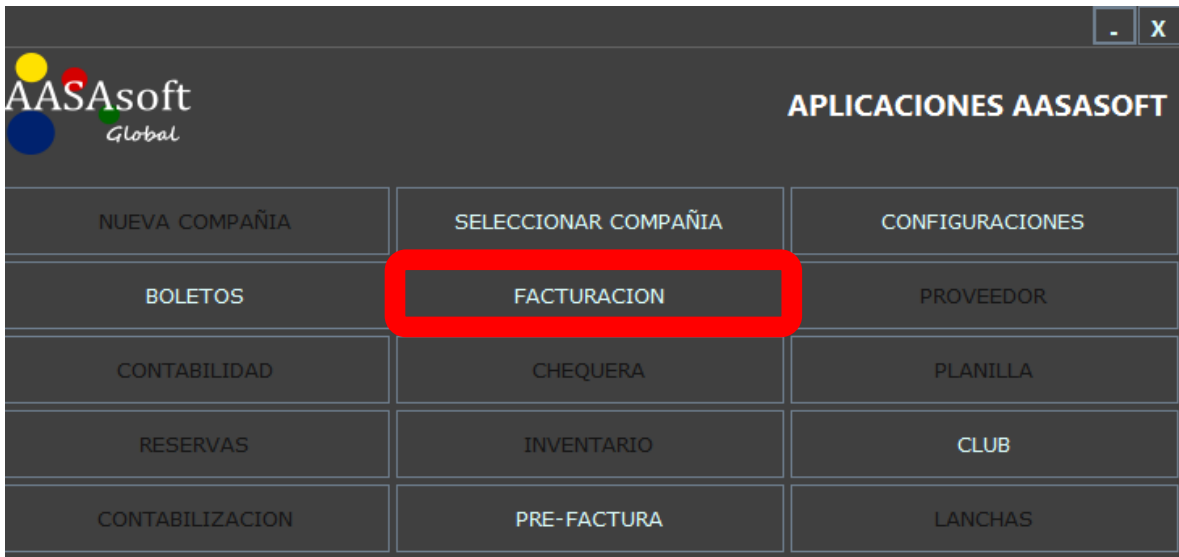 - X
AASAsoft
Global
APLICACIONES AASASOFT
NUEVA COMPAÑIA SELECCIONAR COMPAÑIA CONFIGURACIONES
BOLETOS FACTURACION PROVEEDOR
CONTABILIDAD CHEQUERA PLANILLA
RESERVAS INVENTARIO CLUB
CONTABILIZACION PRE-FACTURA LANCHAS